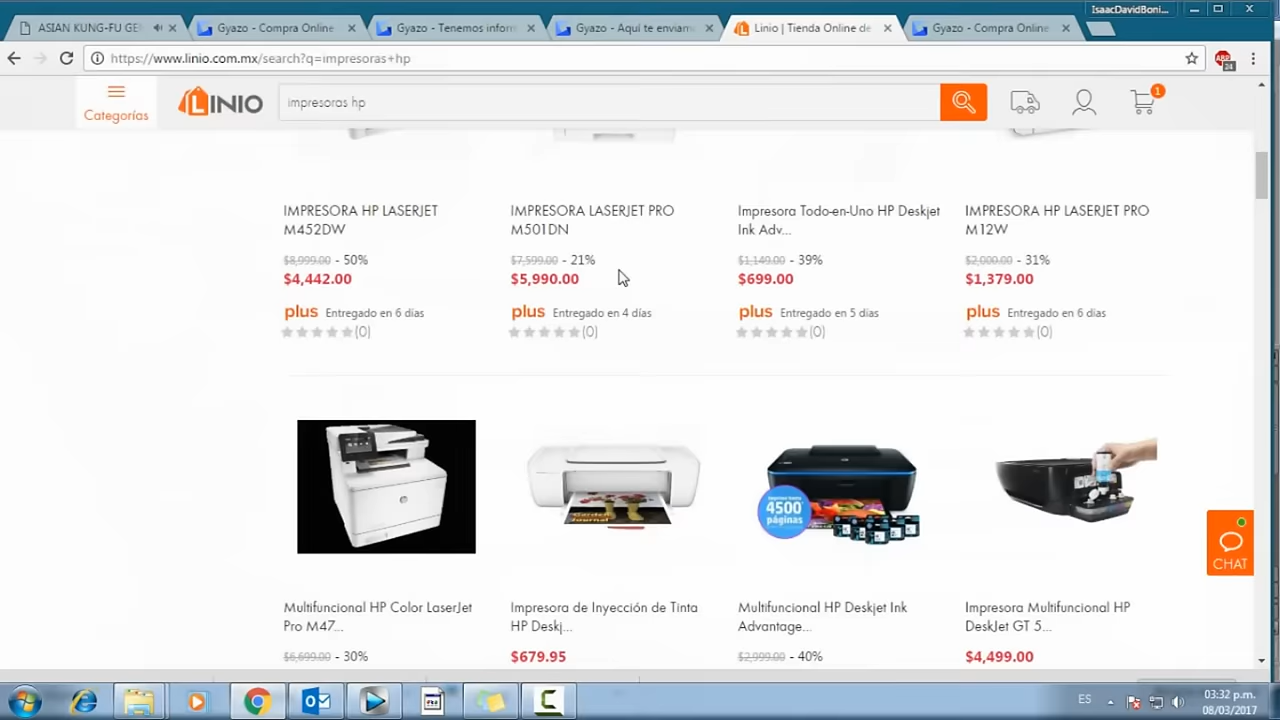 IsaacDavidBoni...
ASIAN KUNG-FU GE
Gyazo - Compra Online
Gyazo - Tenemos inform
Gyazo - Aquí te enviam
Linio | Tienda Online de
Gyazo - Compra Online
https://www.linio.com.mx/search?q=impresoras+hp
ABP
24
Categorías
LINIO
impresoras hp
1
IMPRESORA HP LASERJET
M452DW
$8,999.00 - 50%
$4,442.00
plus Entregado en 6 días
(0)
IMPRESORA LASERJET PRO
M501DN
$7,599.00 - 21%
$5,990.00
plus Entregado en 4 días
(0)
Impresora Todo-en-Uno HP Deskjet
Ink Adv...
$1,149.00 - 39%
$699.00
plus Entregado en 5 días
(0)
IMPRESORA HP LASERJET PRO
M12W
$2,000.00 - 31%
$1,379.00
plus Entregado en 6 días
(0)
Garden
Journal
4500*
páginas
CHAT
Multifuncional HP Color LaserJet
Pro M47...
$6,699.00 - 30%
Impresora de Inyección de Tinta
HP Deskj...
$679.95
Multifuncional HP Deskjet Ink
Advantage...
$2,999.00 - 40%
Impresora Multifuncional HP
DeskJet GT 5...
$4,499.00
ES
03:32 p.m.
08/03/2017